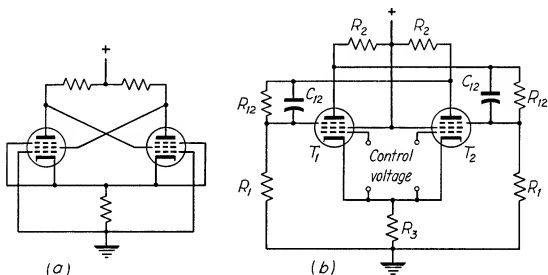 +
(a)
+
R2 R2
C12 C12
R12 R12
T1 Control voltage T2
R1 R1
R3
(b)